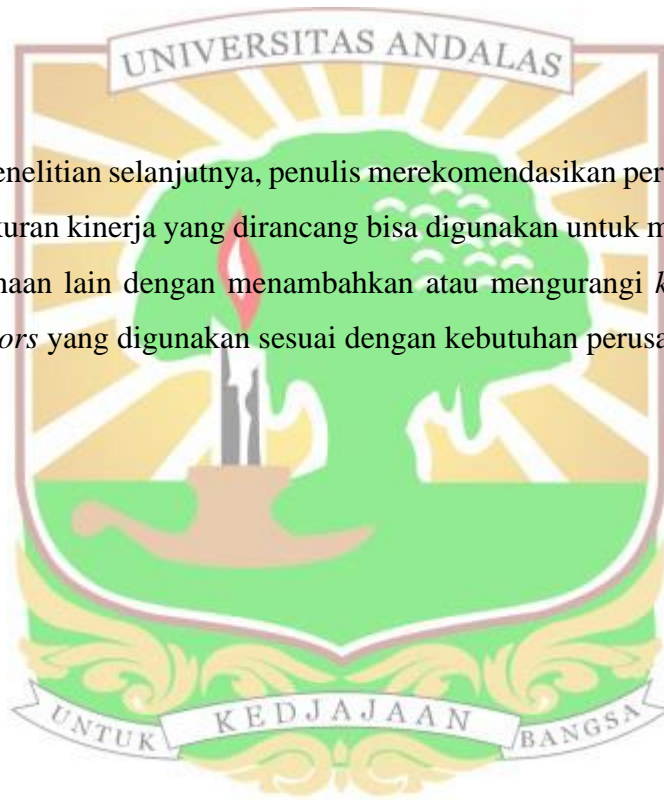 UNIVERSITAS ANDALAS
enelitian selanjutnya, penulis merekomendasikan per
kuran kinerja yang dirancang bisa digunakan untuk m
naan lain dengan menambahkan atau mengurangi k
ors yang digunakan sesuai dengan kebutuhan perusa
UNTUK KEDJAJAAN BANGSA